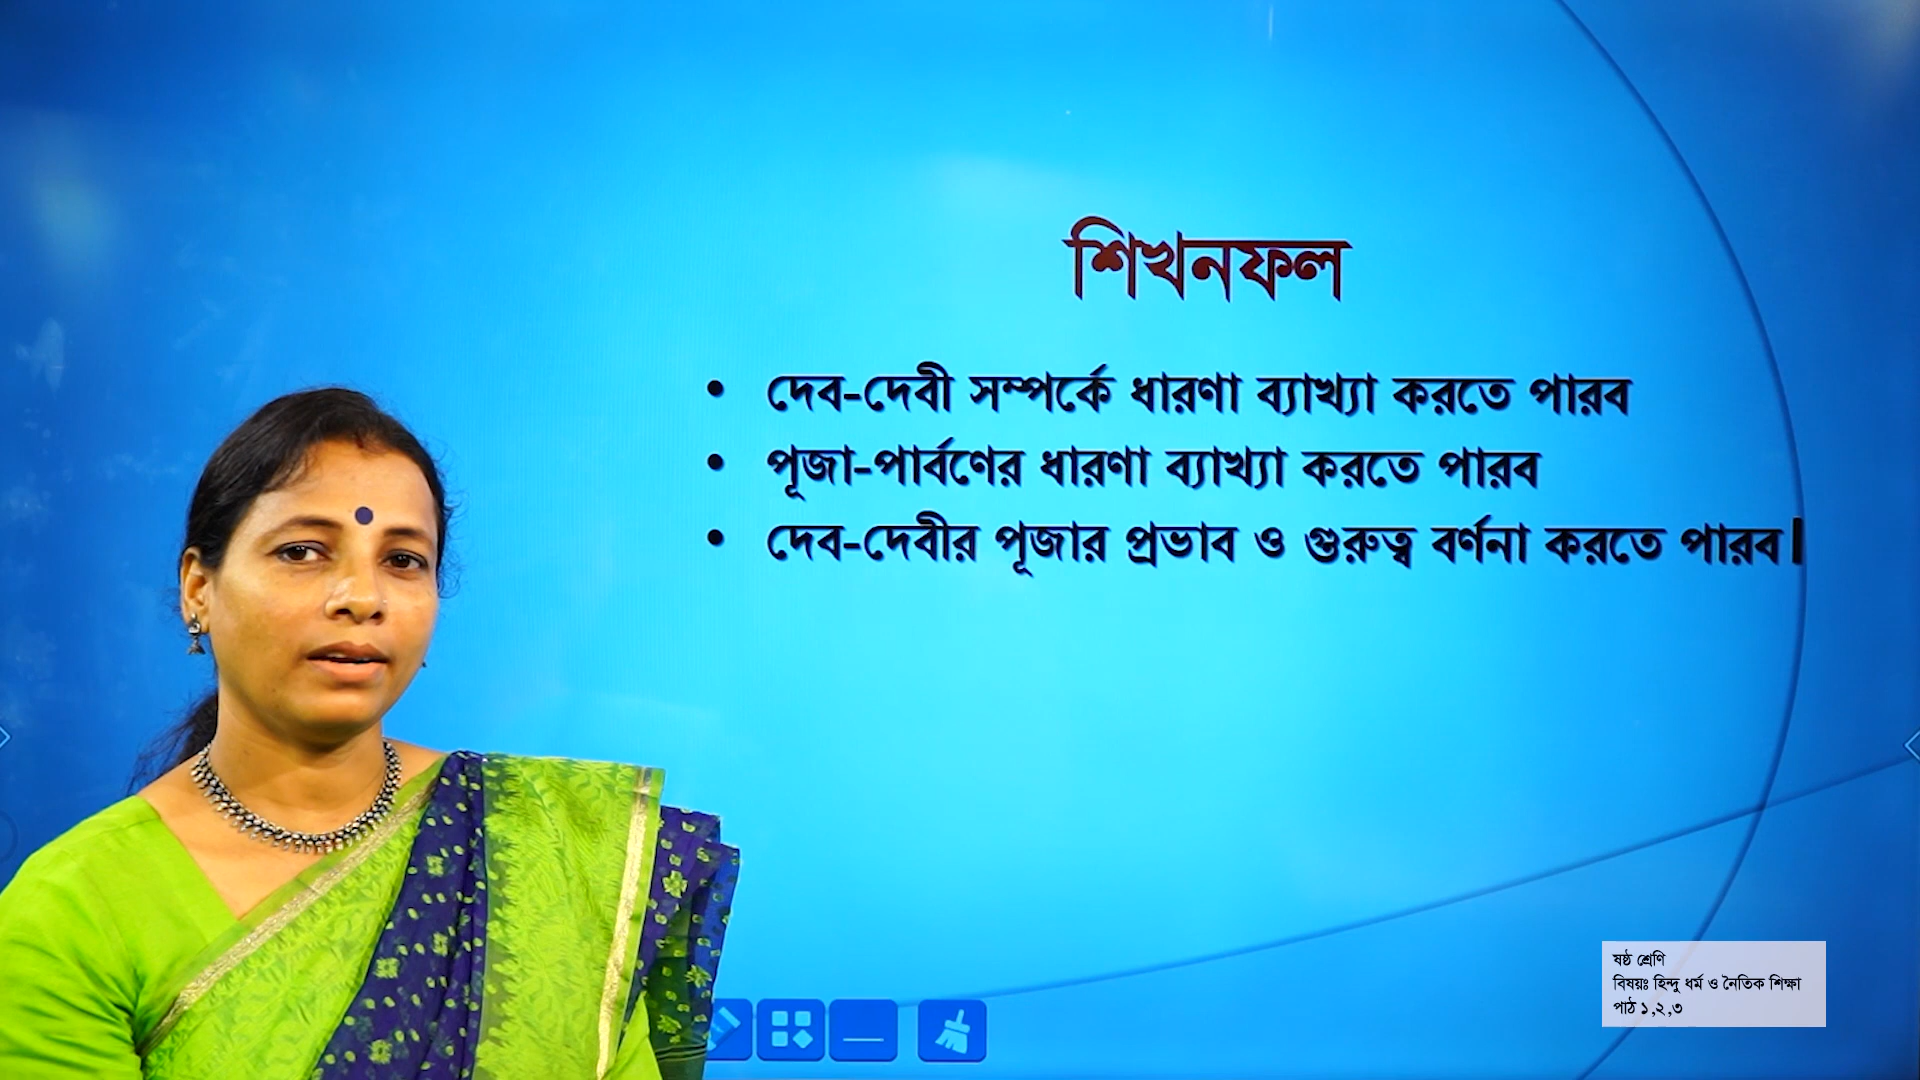 শিখনফল
• দেব-দেবী সম্পর্কে ধারণা ব্যাখ্যা করতে পারব
• পূজা-পার্বণের ধারণা ব্যাখ্যা করতে পারব
• দেব-দেবীর পূজার প্রভাব ও গুরুত্ব বর্ণনা করতে পারব।
ষষ্ঠ শ্রেণি
বিষয়ঃ হিন্দু ধর্ম ও নৈতিক শিক্ষা
পাঠ ১,২,৩